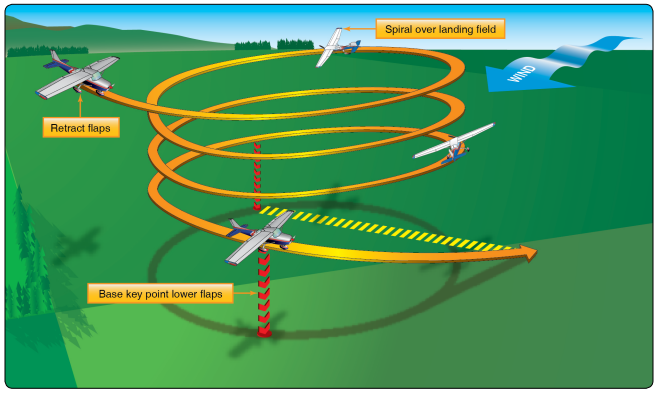 Spiral over landing field
WIND
Retract flaps
Base key point lower flaps